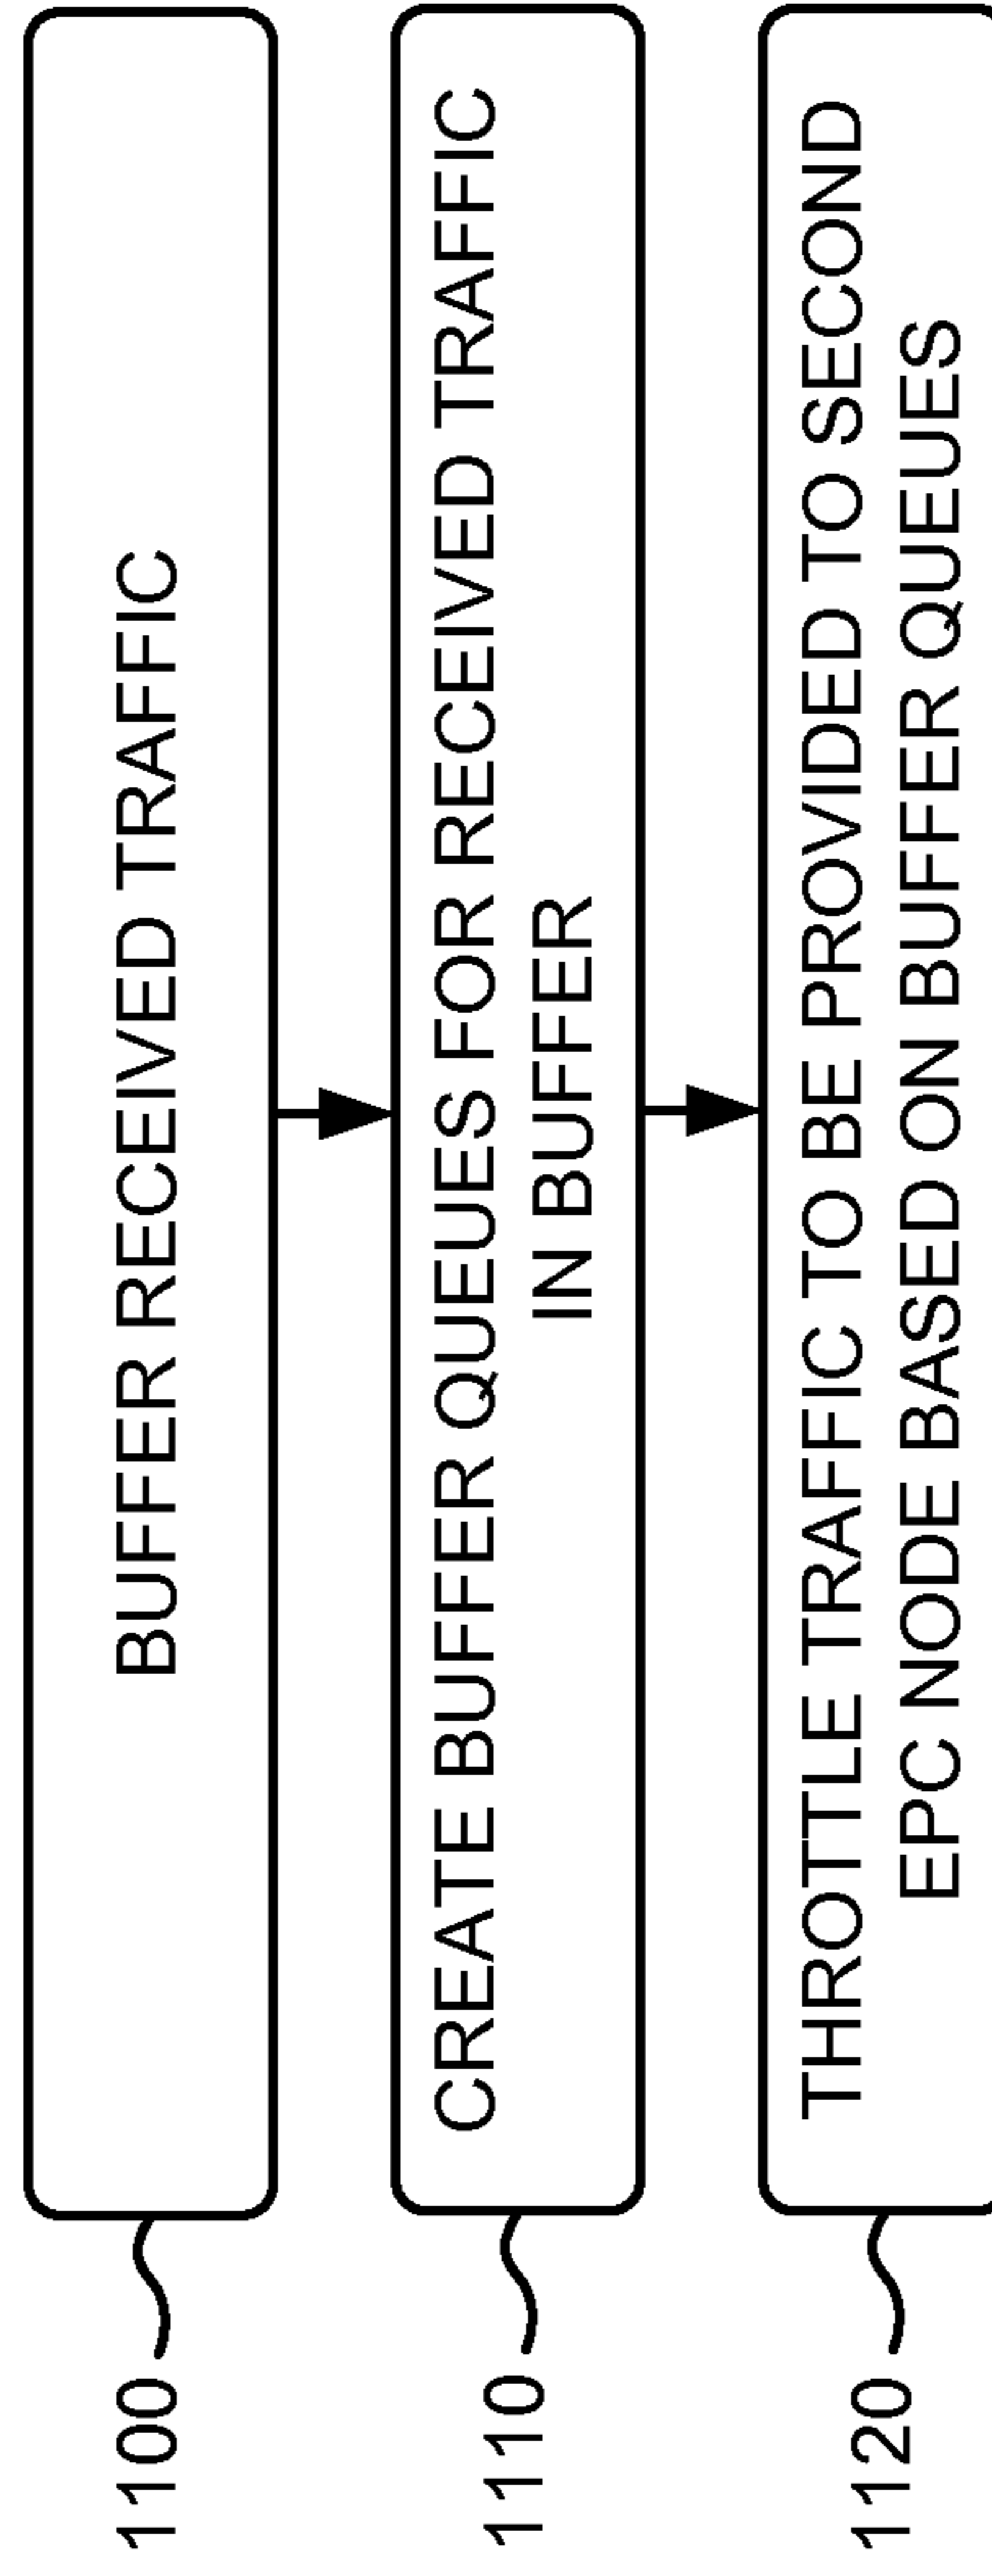 1100
BUFFER RECEIVED TRAFFIC
1110
CREATE BUFFER QUEUES FOR RECEIVED TRAFFIC
IN BUFFER
1120
THROTTLE TRAFFIC TO BE PROVIDED TO SECOND
EPC NODE BASED ON BUFFER QUEUES